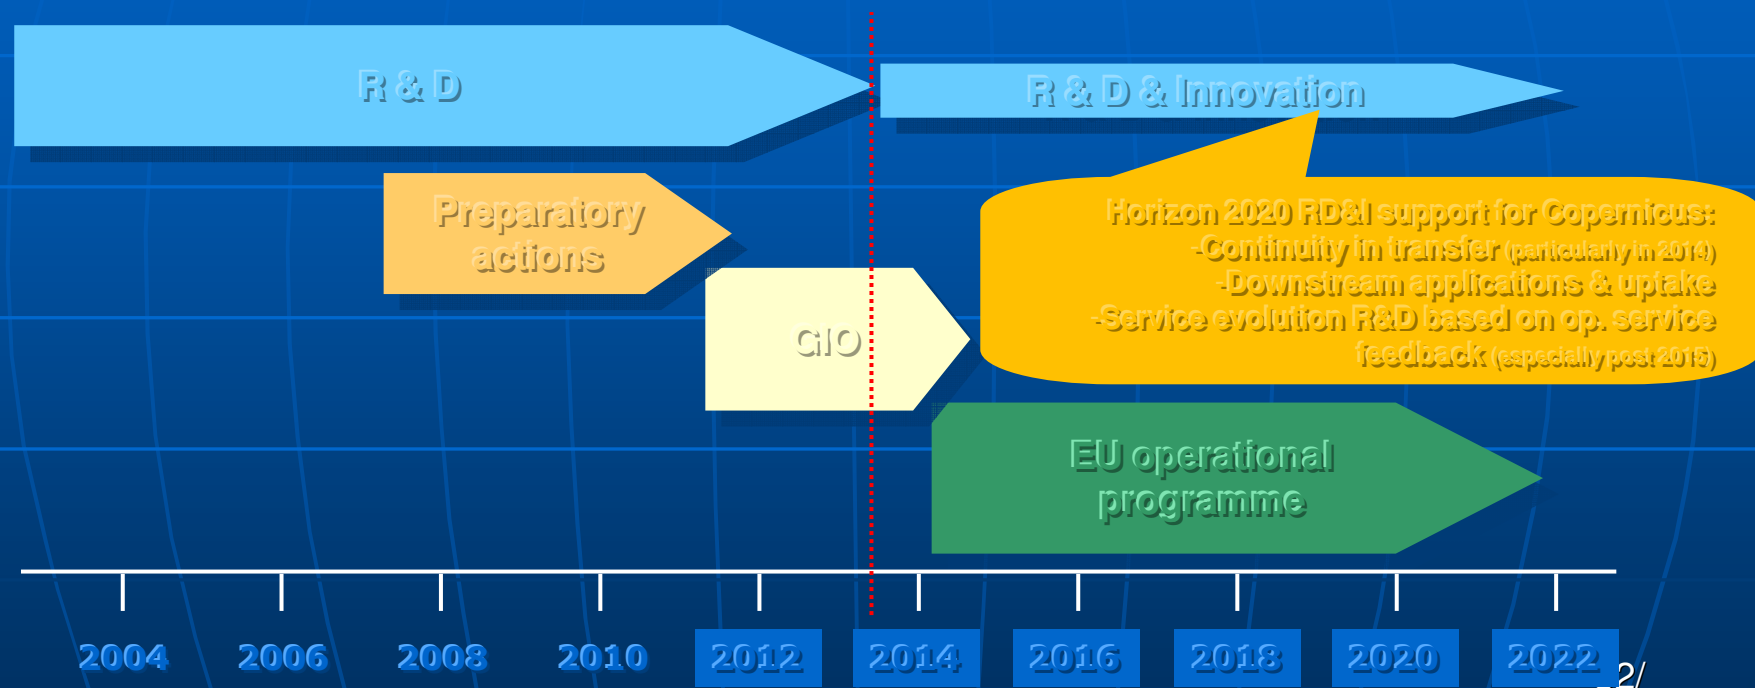 R & D
R & D & Innovation
Preparatory
actions
Horizon 2020 RD&I support for Copernicus:
-Continuity in transfer (particularly in 2014)
-Downstream applications & uptake
-Service evolution R&D based on op. service
feedback (especially post 2015)
GIO
EU operational
programme
2004 2006 2008 2010 2012 2014 2016 2018 2020 2022
2/